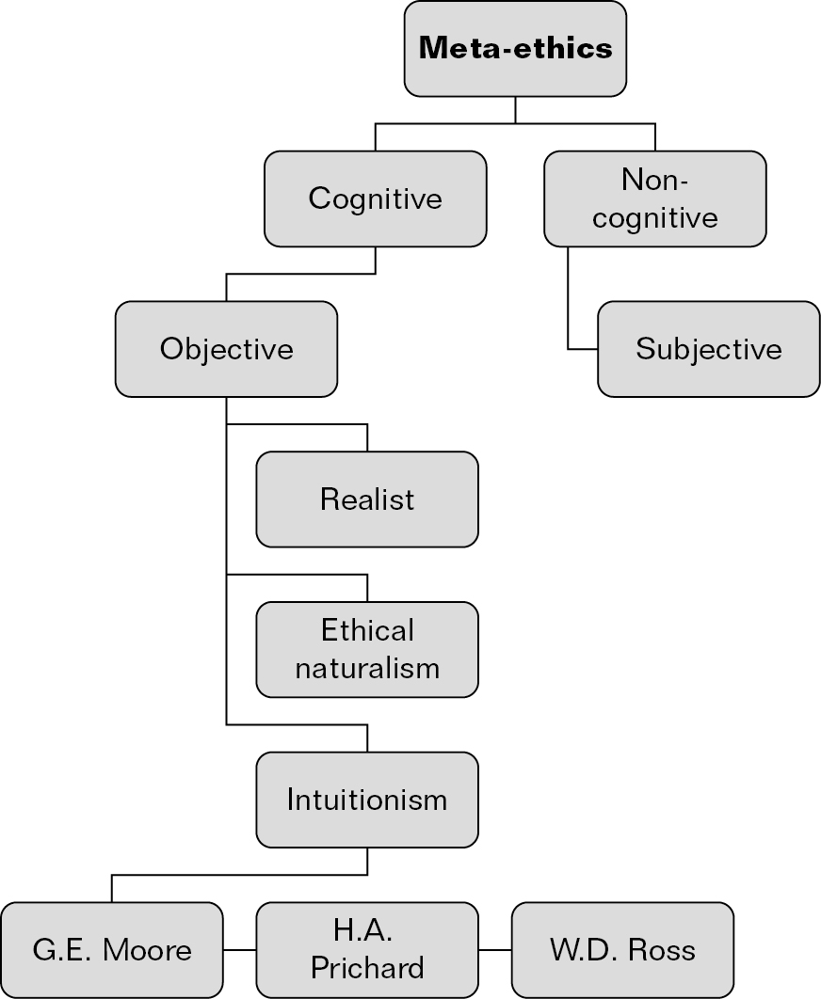 Meta-ethics
Cognitive
Non-
cognitive
Objective
Subjective
Realist
Ethical
naturalism
Intuitionism
G.E. Moore
H.A.
Prichard
W.D. Ross